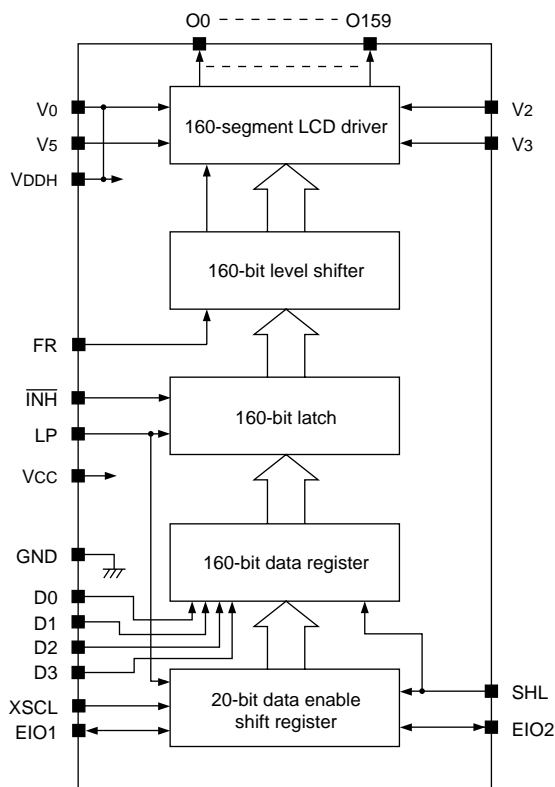 O0 O159
V0
V5
VDDH
160-segment LCD driver
V2
V3
160-bit level shifter
FR
INH
LP
160-bit latch
VCC
GND
160-bit data register
D0
D1
D2
D3
XSCL
EIO1
20-bit data enable
shift register
SHL
EIO2